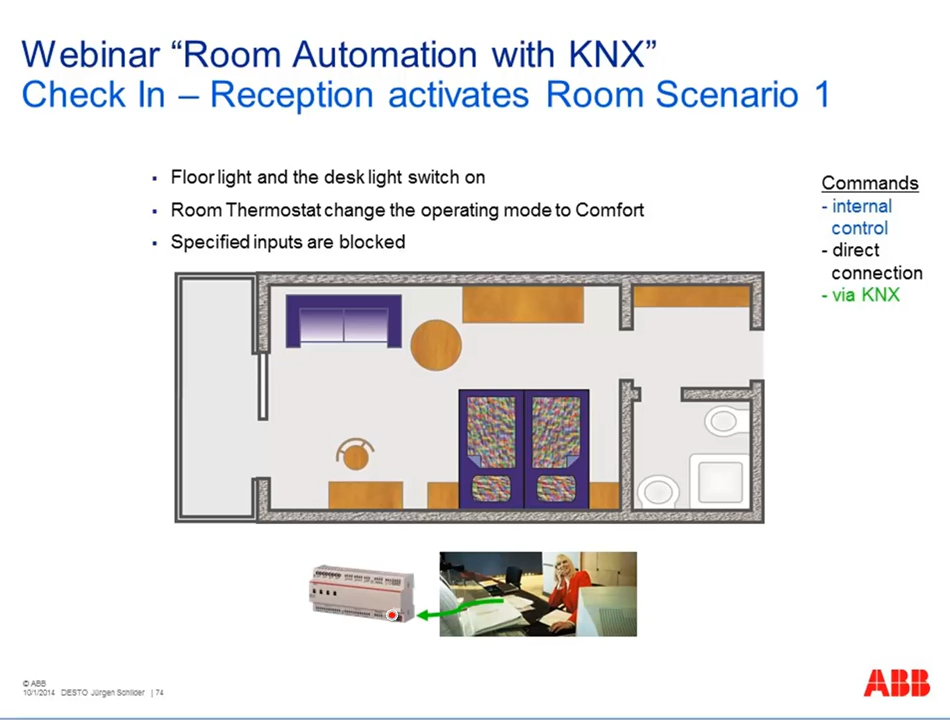 Webinar “Room Automation with KNX”
Check In – Reception activates Room Scenario 1
▪ Floor light and the desk light switch on
▪ Room Thermostat change the operating mode to Comfort
▪ Specified inputs are blocked
Commands
- internal
control
- direct
connection
- via KNX
© ABB
10/1/2014 DESTO Jürgen Schilder | 74
ABB